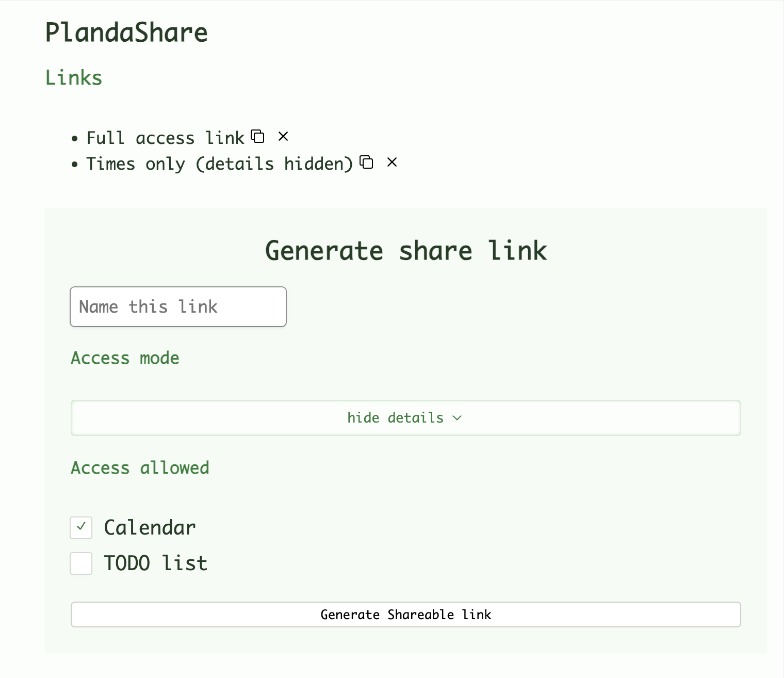 PlandaShare
Links
• Full access link
• Times only (details hidden)
Generate share link
Name this link
Access mode
hide details
Access allowed
Calendar
TODO list
Generate Shareable link